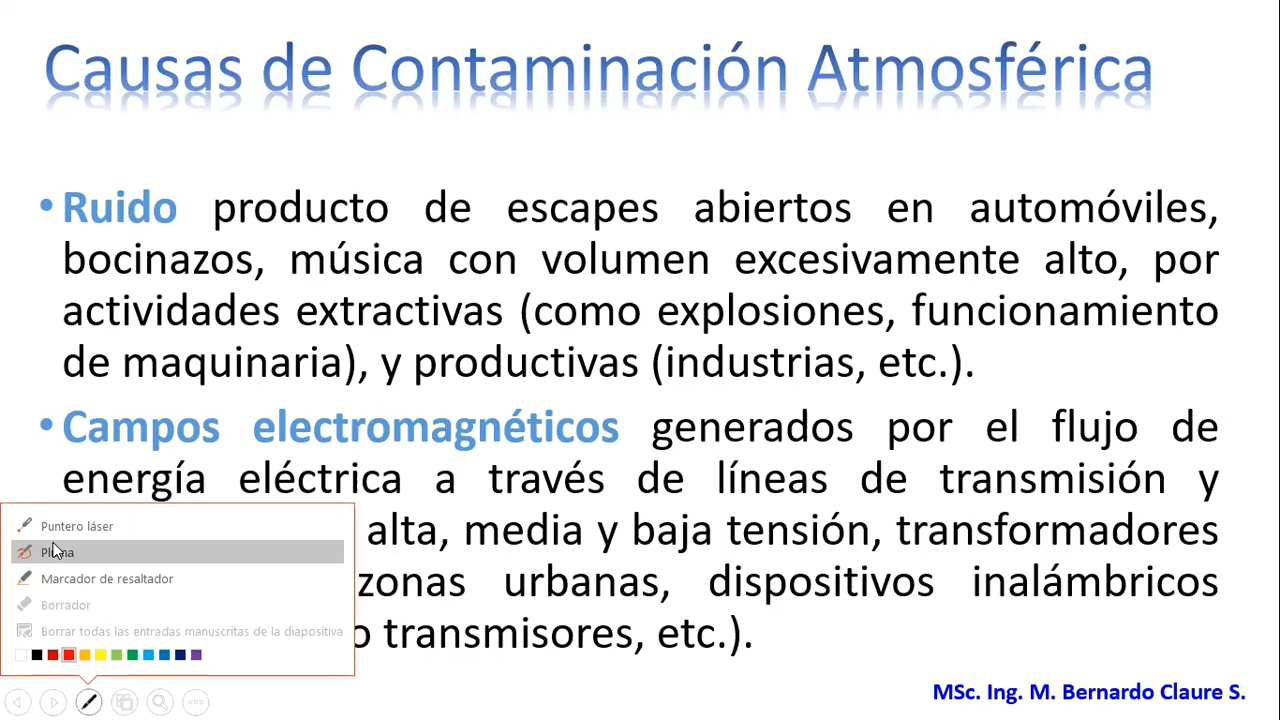 Causas de Contaminación Atmosférica
• Ruido producto de escapes abiertos en automóviles,
bocinazos, música con volumen excesivamente alto, por
actividades extractivas (como explosiones, funcionamiento
de maquinaria), y productivas (industrias, etc.).
• Campos electromagnéticos generados por el flujo de
energía eléctrica a través de líneas de transmisión y
alta, media y baja tensión, transformadores
zonas urbanas, dispositivos inalámbricos
o transmisores, etc.).
Puntero láser
Pluma
Marcador de resaltador
Borrador
Borrar todas las entradas manuscritas de la diapositiva
MSc. Ing. M. Bernardo Claure S.